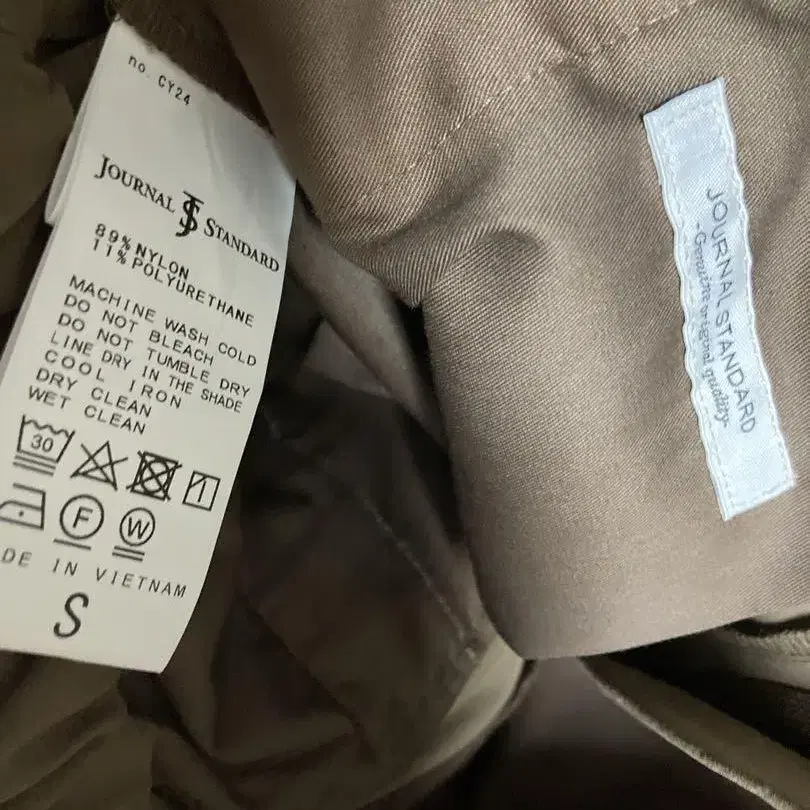 no. CY24
JOURNAL JS STANDARD
89% NYLON
11% POLYURETHANE
MACHINE WASH COLD
DO NOT BLEACH
DO NOT TUMBLE DRY
LINE DRY IN THE SHADE
COOL IRON
DRY CLEAN
WET CLEAN
30
F W
DE IN VIETNAM
S
JOURNAL STANDARD
-Genuine original quality-